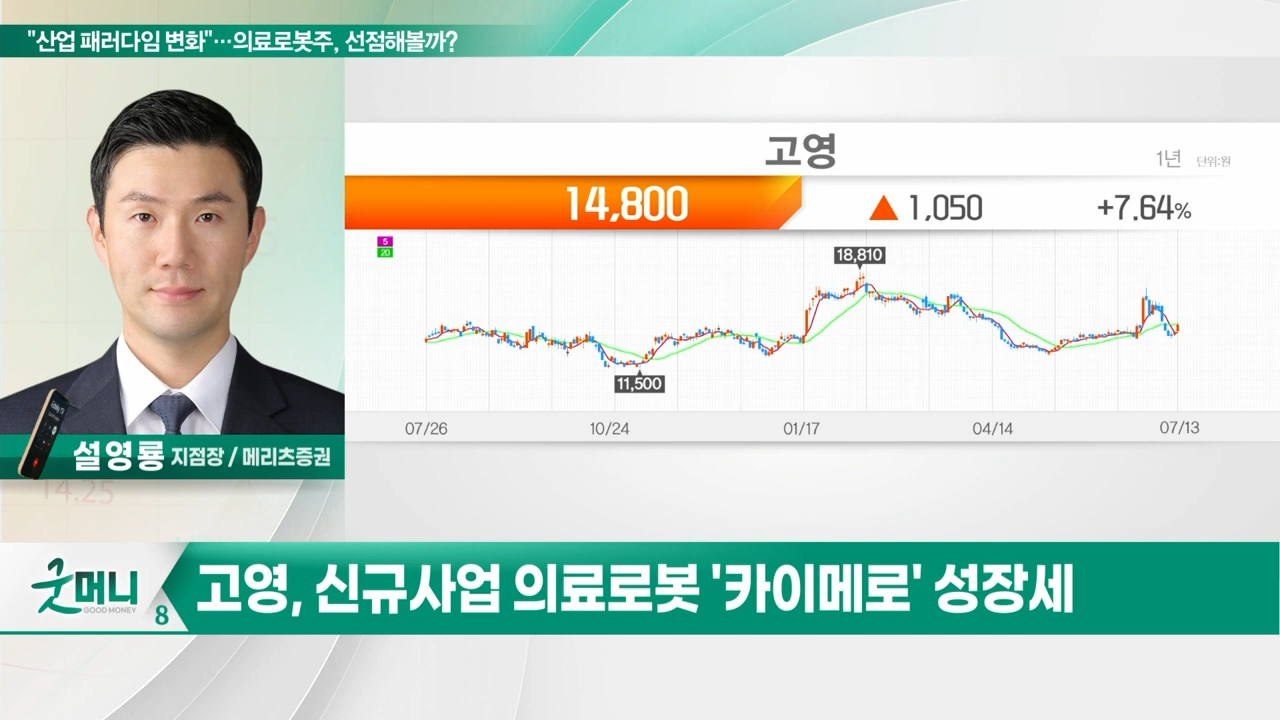 "산업 패러다임 변화"…의료로봇주, 선점해볼까?
고영
1년 단위:원
14,800 ▲ 1,050 +7.64%
5
20
18,810
11,500
07/26 10/24 01/17 04/14 07/13
설영룡 지점장 / 메리츠증권
14.25
굿머니
GOOD MONEY
8
고영, 신규사업 의료로봇 '카이메로' 성장세